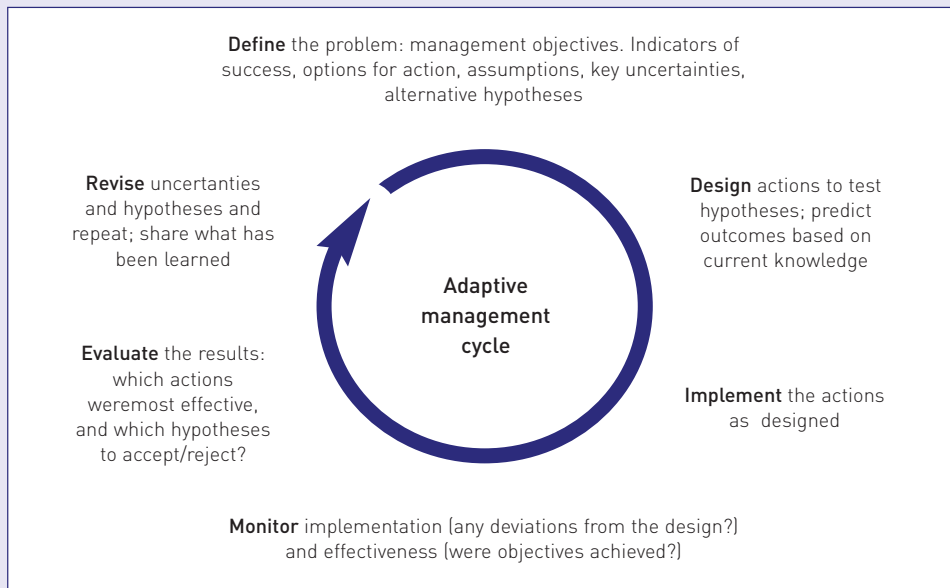 Define the problem: management objectives. Indicators of
success, options for action, assumptions, key uncertainties,
alternative hypotheses
Design actions to test
hypotheses; predict
outcomes based on
current knowledge
Implement the actions
as designed
Monitor implementation (any deviations from the design?)
and effectiveness (were objectives achieved?)
Evaluate the results:
which actions
weremost effective,
and which hypotheses
to accept/reject?
Revise uncertanties
and hypotheses and
repeat; share what has
been learned
Adaptive
management
cycle